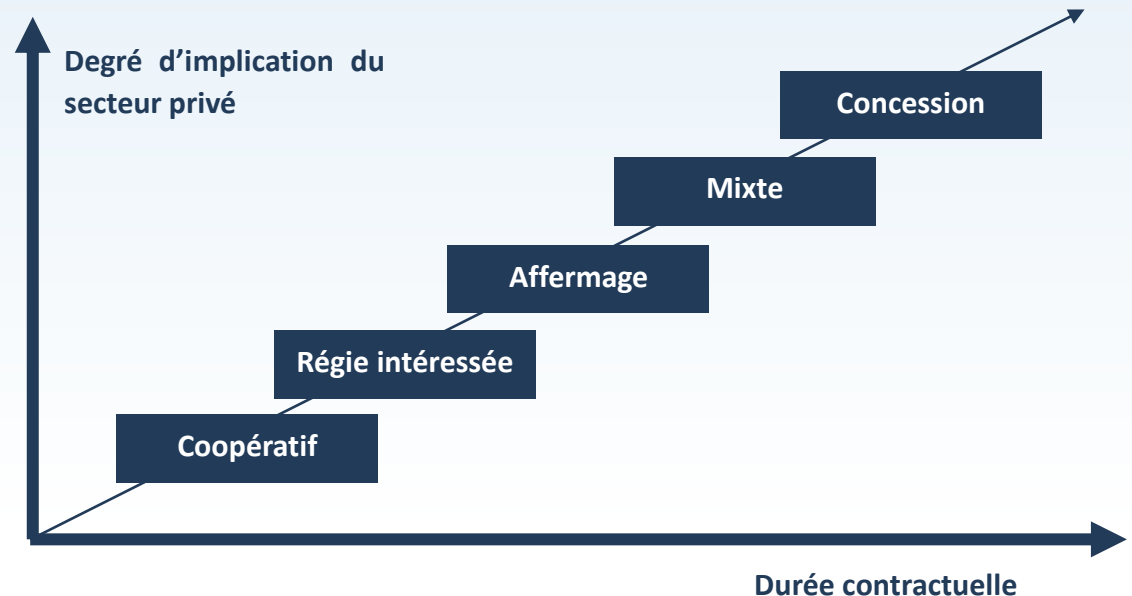 Degré d’implication du
secteur privé
Concession
Mixte
Affermage
Régie intéressée
Coopératif
Durée contractuelle